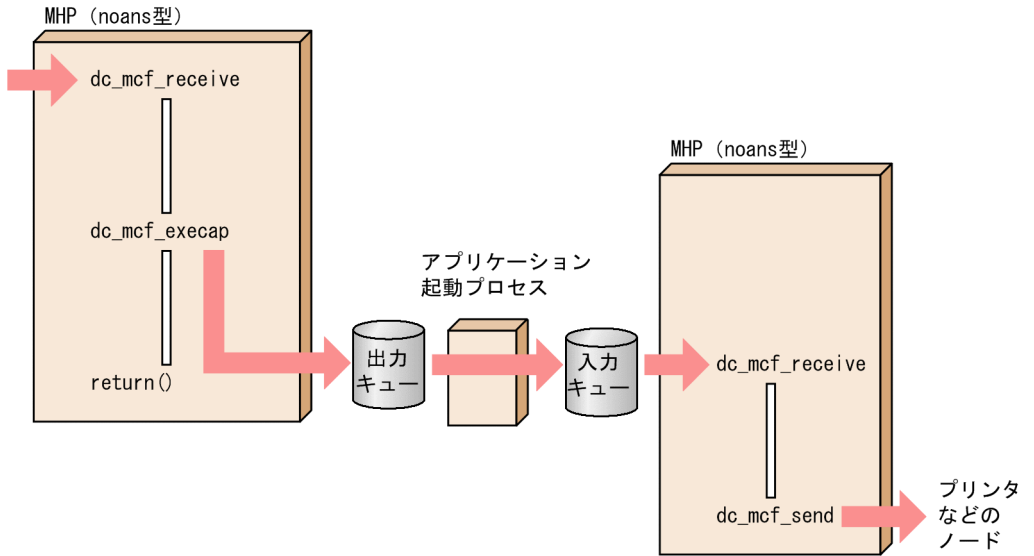 MHP（noans型）
dc_mcf_receive
dc_mcf_execap
return()
アプリケーション
起動プロセス
出力
キュー
入力
キュー
MHP（noans型）
dc_mcf_receive
dc_mcf_send
プリンタ
などの
ノード